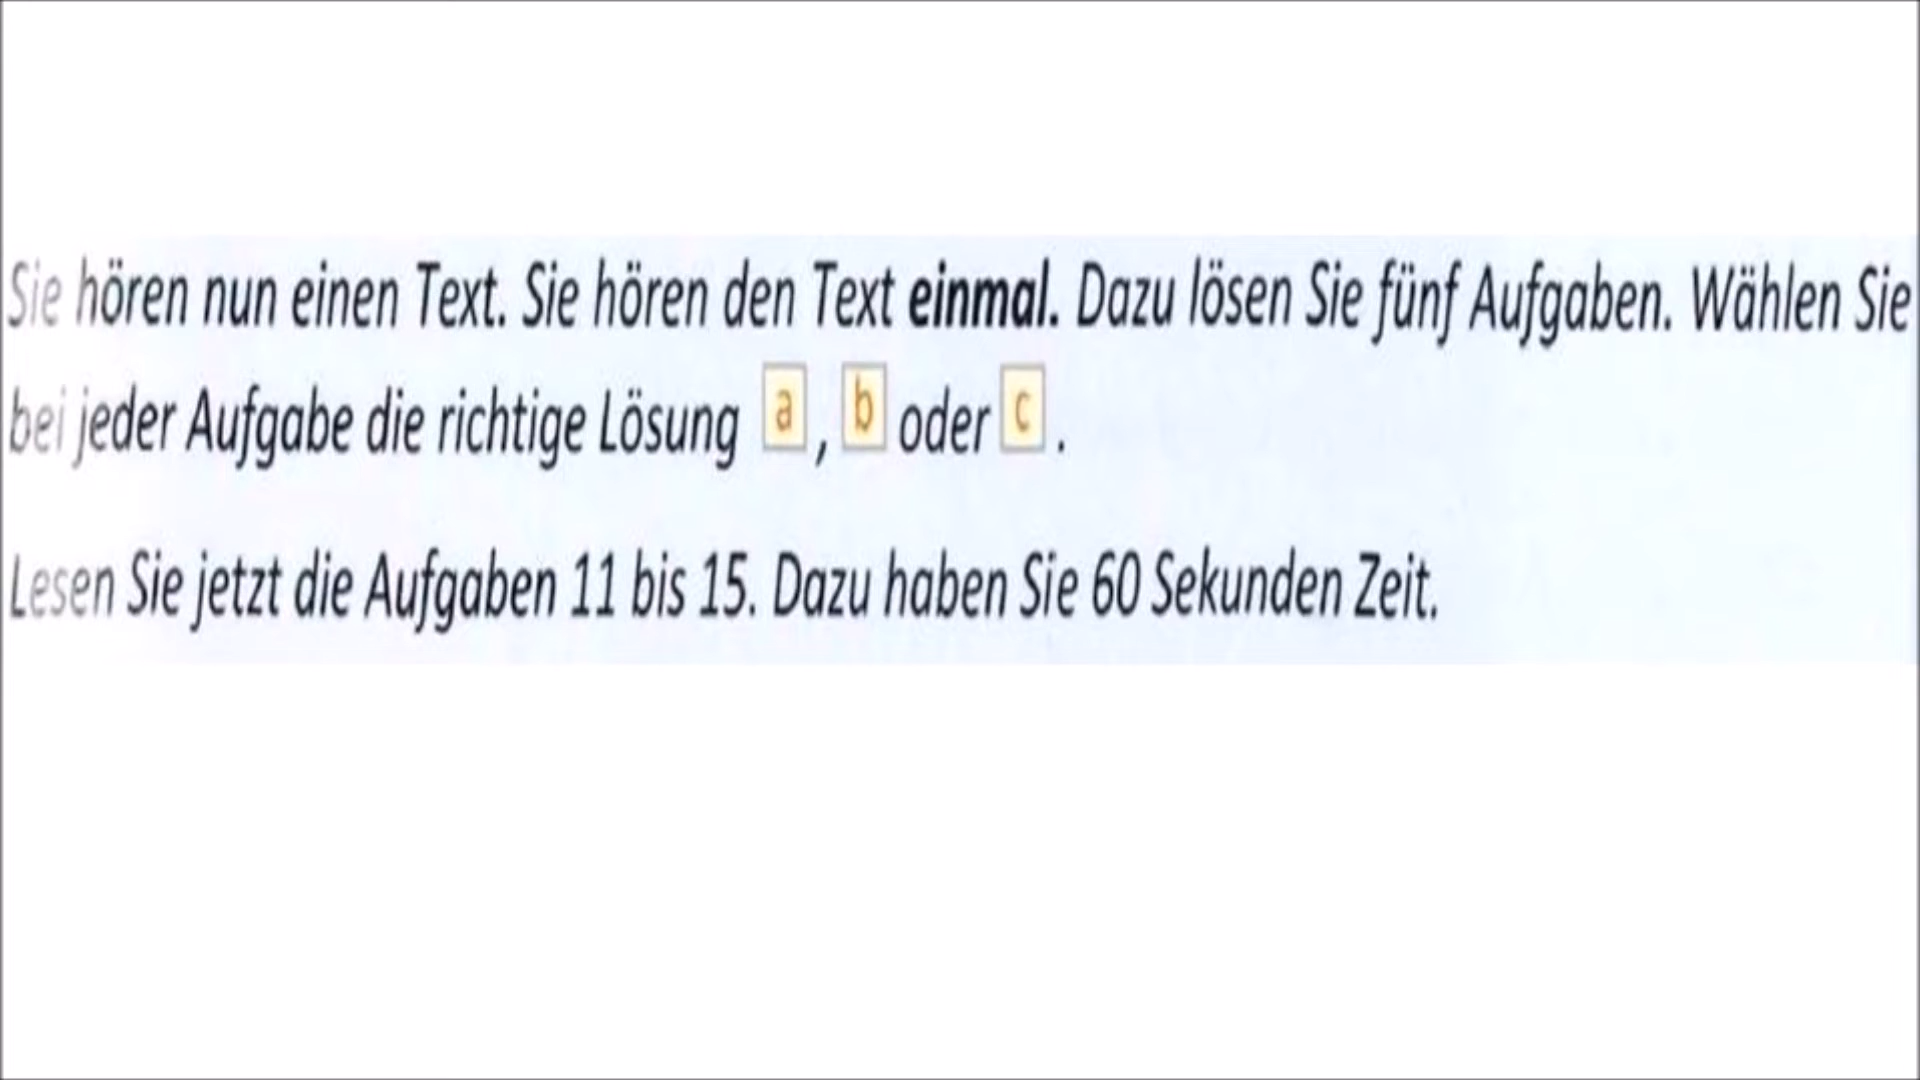 Sie hören nun einen Text. Sie hören den Text einmal. Dazu lösen Sie fünf Aufgaben. Wählen Sie
bei jeder Aufgabe die richtige Lösung a , b oder c .
Lesen Sie jetzt die Aufgaben 11 bis 15. Dazu haben Sie 60 Sekunden Zeit.